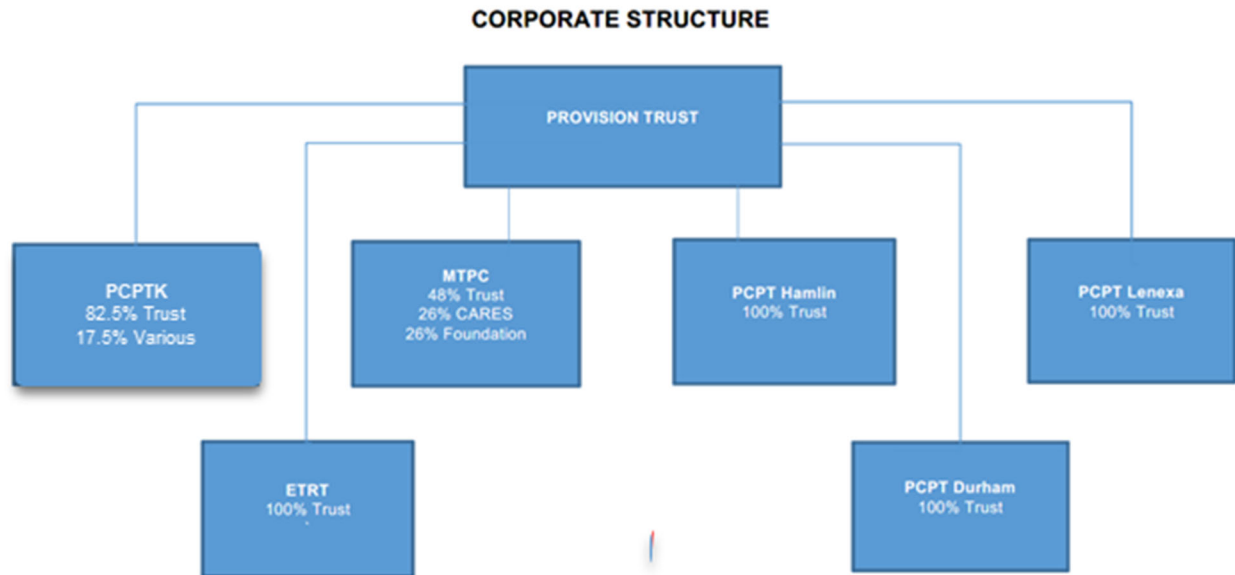 CORPORATE STRUCTURE
PROVISION TRUST
PCPTK
82.5% Trust
17.5% Various
MTPC
48% Trust
26% CARES
26% Foundation
PCPT Hamlin
100% Trust
PCPT Lenexa
100% Trust
ETRT
100% Trust
PCPT Durham
100% Trust